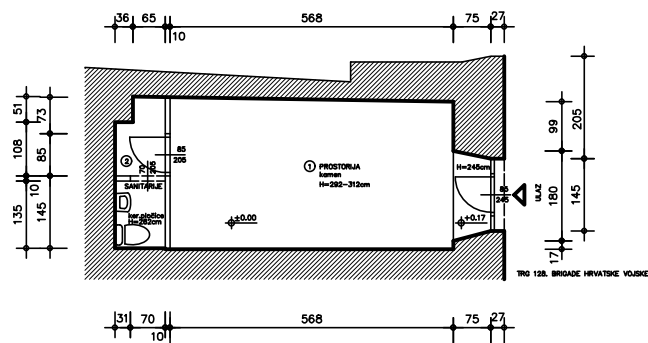 36 65 568 75 27
10
51
73
108
85
10
135
145
85
205
2
70
205
SANITARIJE
ker.pločice
H=262cm
1 PROSTORIJA
kamen
H=292-312cm
±0.00
H=245cm
+0.17
85
245
ULAZ
99
180
17
205
145
TRG 128. BRIGADE HRVATSKE VOJSKE
31 70 568 75 27
10